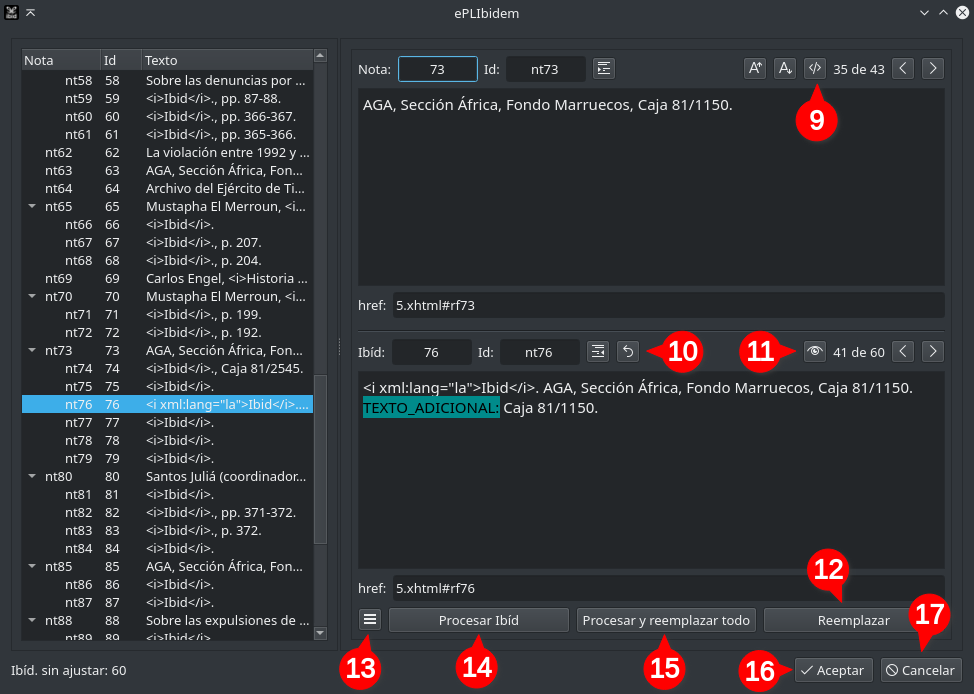 Ibid
ePLIbidem
Nota Id Texto
nt58 58 Sobre las denuncias por ...
nt59 59 <i>Ibid</i>., pp. 87-88.
nt60 60 <i>Ibid</i>., pp. 366-367.
nt61 61 <i>Ibid</i>., pp. 365-366.
nt62 62 La violación entre 1992 y ...
nt63 63 AGA, Sección África, Fon...
nt64 64 Archivo del Ejército de Ti...
nt65 65 Mustapha El Merroun, <i...
nt66 66 <i>Ibid</i>.
nt67 67 <i>Ibid</i>., p. 207.
nt68 68 <i>Ibid</i>., p. 204.
nt69 69 Carlos Engel, <i>Historia ...
nt70 70 Mustapha El Merroun, <i...
nt71 71 <i>Ibid</i>., p. 199.
nt72 72 <i>Ibid</i>., p. 192.
nt73 73 AGA, Sección África, Fon...
nt74 74 <i>Ibid</i>., Caja 81/2545.
nt75 75 <i>Ibid</i>.
nt76 76 <i xml:lang="la">Ibid</i>....
nt77 77 <i>Ibid</i>.
nt78 78 <i>Ibid</i>.
nt79 79 <i>Ibid</i>.
nt80 80 Santos Juliá (coordinador...
nt81 81 <i>Ibid</i>.
nt82 82 <i>Ibid</i>., pp. 371-372.
nt83 83 <i>Ibid</i>., p. 372.
nt84 84 <i>Ibid</i>.
nt85 85 AGA, Sección África, Fon...
nt86 86 <i>Ibid</i>.
nt87 87 <i>Ibid</i>.
nt88 88 Sobre las expulsiones de ...
nt89 89 <i>Ibid</i>.
Ibíd. sin ajustar: 60
Nota: 73 Id: nt73 A A </> 35 de 43
9
AGA, Sección África, Fondo Marruecos, Caja 81/1150.
href: 5.xhtml#rf73
Ibíd: 76 Id: nt76 10 11 41 de 60
<i xml:lang="la">Ibid</i>. AGA, Sección África, Fondo Marruecos, Caja 81/1150.
TEXTO_ADICIONAL: Caja 81/1150.
12
href: 5.xhtml#rf76
17
Procesar Ibíd Procesar y reemplazar todo Reemplazar
13 14 15 16
Aceptar Cancelar